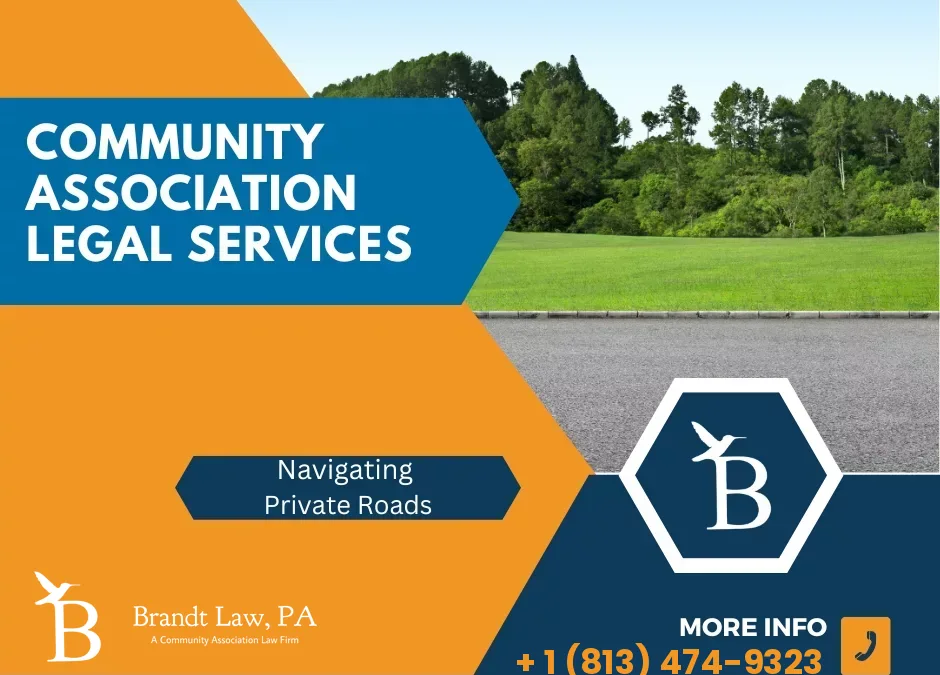 COMMUNITY
ASSOCIATION
LEGAL SERVICES
Navigating
Private Roads
B
B
Brandt Law, PA
A Community Association Law Firm
MORE INFO
+ 1 (813) 474-9323